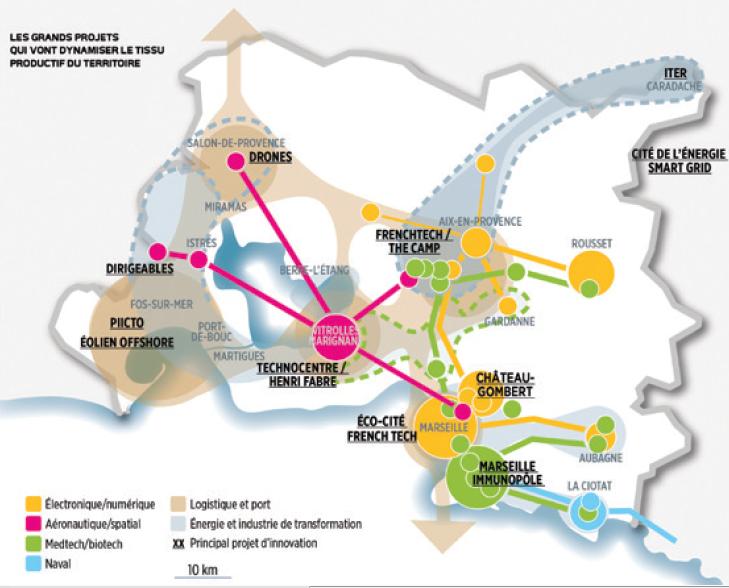 LES GRANDS PROJETS
QUI VONT DYNAMISER LE TISSU
PRODUCTIF DU TERRITOIRE
ITER
CARADACHE
SALON-DE-PROVENCE
DRONES
CITÉ DE L'ÉNERGIE
SMART GRID
MIRAMAS
AIX-EN-PROVENCE
FRENCHTECH /
THE CAMP
ISTRES
ROUSSET
DIRIGEABLES
BERRE-L'ÉTANG
FOS-SUR-MER
PIICTO
ÉOLIEN OFFSHORE
PORT-
DE-BOUC
MARTIGUES
VITROLLES
MARIGNAN
GARDANNE
TECHNOCENTRE /
HENRI FABRE
CHÂTEAU-
GOMBERT
ÉCO-CITÉ
FRENCH TECH
MARSEILLE
AUBAGNE
MARSEILLE
IMMUNOPÔLE
LA CIOTAT
Électronique/numérique
Aéronautique/spatial
Medtech/biotech
Naval
Logistique et port
Énergie et industrie de transformation
XX Principal projet d'innovation
10 km